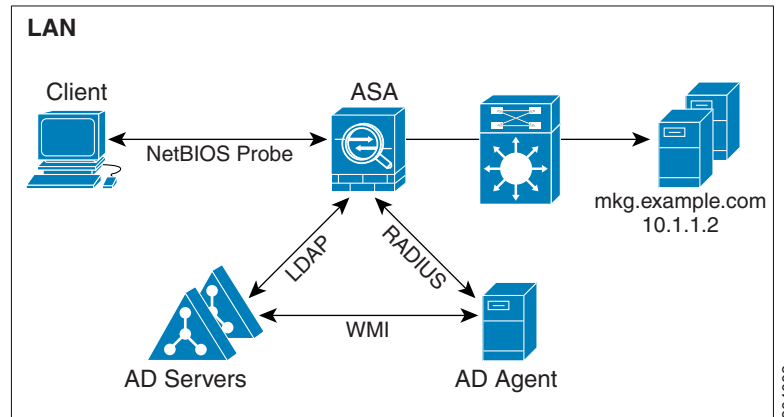 LAN
Client
ASA
NetBIOS Probe
mkg.example.com
10.1.1.2
LDAP
RADIUS
WMI
AD Servers
AD Agent